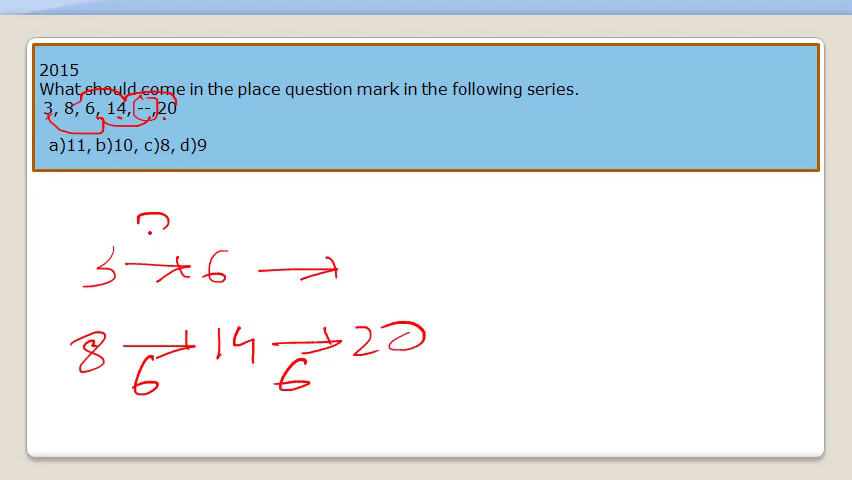 2015
What should come in the place question mark in the following series.
3, 8, 6, 14, --,20
a)11, b)10, c)8, d)9
?
3 → 6 →
8 → 14 → 20
6 6